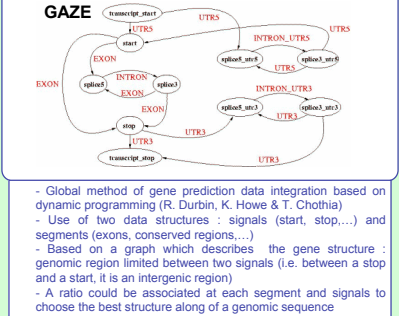 GAZE
transcript_start
UTR5
UTR5
UTR5
start
INTRON_UTR5
splice5_utr5
splice3_utr5
UTR5
EXON
INTRON
EXON
splice5
splice3
EXON
EXON
INTRON_UTR3
splice5_utr3
splice3_utr3
UTR3
stop
UTR3
UTR3
transcript_stop
UTR3
- Global method of gene prediction data integration based on
dynamic programming (R. Durbin, K. Howe & T. Chothia)
- Use of two data structures : signals (start, stop,…) and
segments (exons, conserved regions,…)
- Based on a graph which describes the gene structure :
genomic region limited between two signals (i.e. between a stop
and a start, it is an intergenic region)
- A ratio could be associated at each segment and signals to
choose the best structure along of a genomic sequence